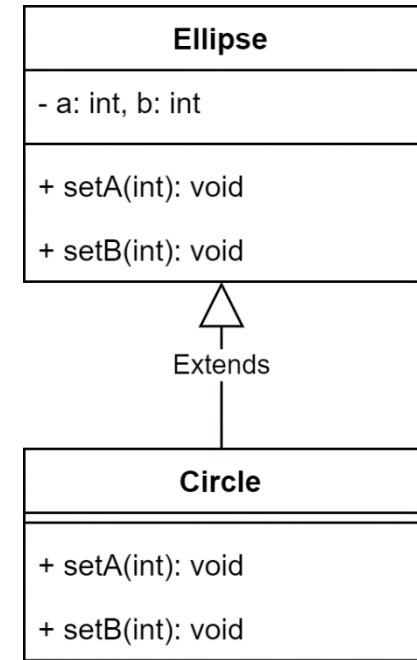 Ellipse
- a: int, b: int
+ setA(int): void
+ setB(int): void
Extends
Circle
+ setA(int): void
+ setB(int): void